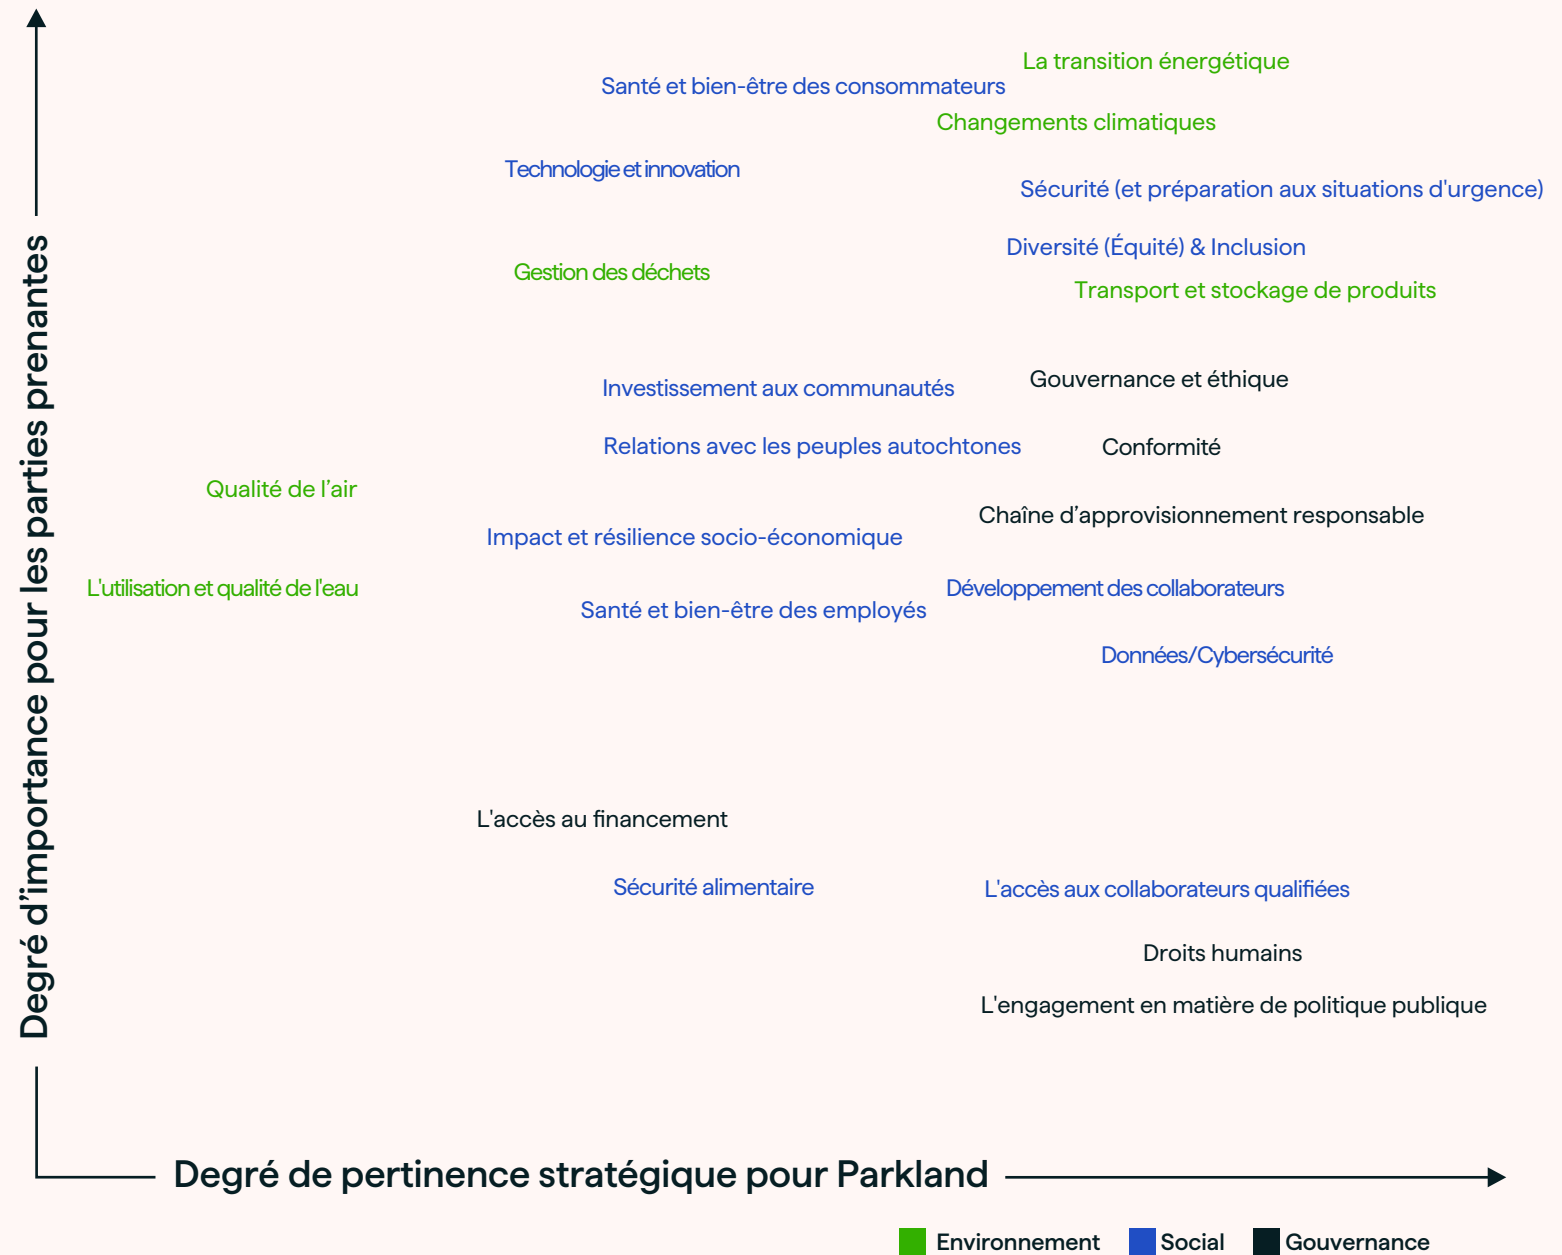 La transition énergétique
Santé et bien-être des consommateurs
Changements climatiques
Technologie et innovation
Sécurité (et préparation aux situations d'urgence)
Diversité (Équité) & Inclusion
Gestion des déchets
Transport et stockage de produits
Gouvernance et éthique
Investissement aux communautés
Relations avec les peuples autochtones
Conformité
Qualité de l’air
Chaîne d’approvisionnement responsable
Impact et résilience socio-économique
L'utilisation et qualité de l'eau
Développement des collaborateurs
Santé et bien-être des employés
Données/Cybersécurité
L'accès au financement
Sécurité alimentaire
L'accès aux collaborateurs qualifiées
Droits humains
L'engagement en matière de politique publique
Degré d’importance pour les parties prenantes
Degré de pertinence stratégique pour Parkland
Environnement
Social
Gouvernance